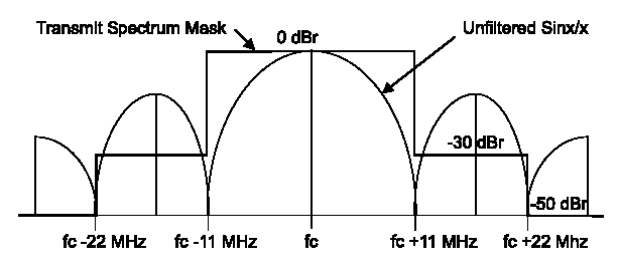 Transmit Spectrum Mask
0 dBr
Unfiltered Sinx/x
-30 dBr
-50 dBr
fc -22 MHz
fc -11 MHz
fc
fc +11 MHz
fc +22 Mhz